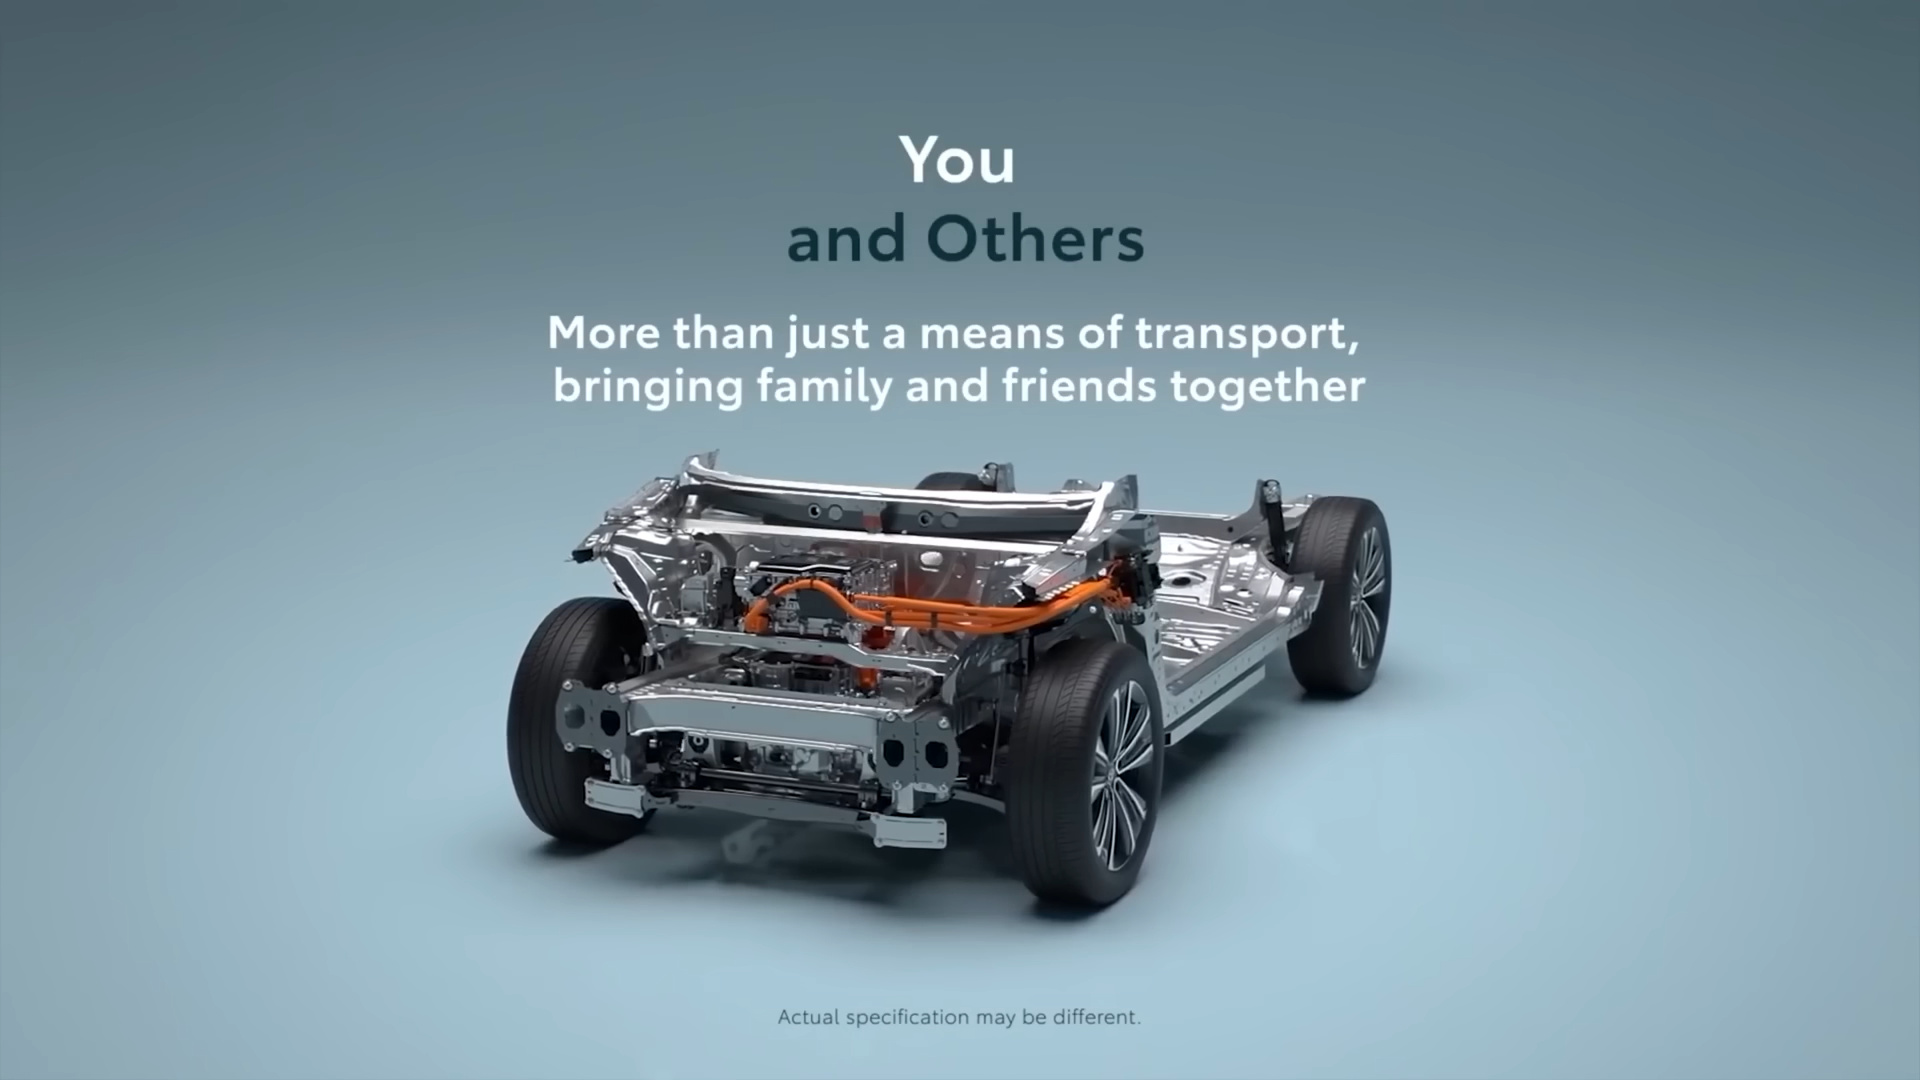 You
and Others
More than just a means of transport,
bringing family and friends together
Actual specification may be different.